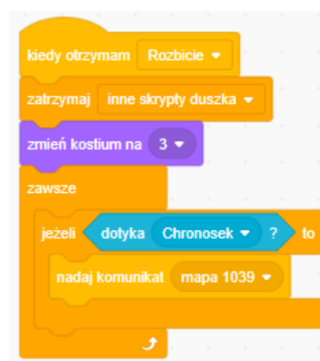 kiedy otrzymam Rozbicie
zatrzymaj inne skrypty duszka
zmień kostium na 3
zawsze
jeżeli dotyka Chronosek ? to
nadaj komunikat mapa 1039